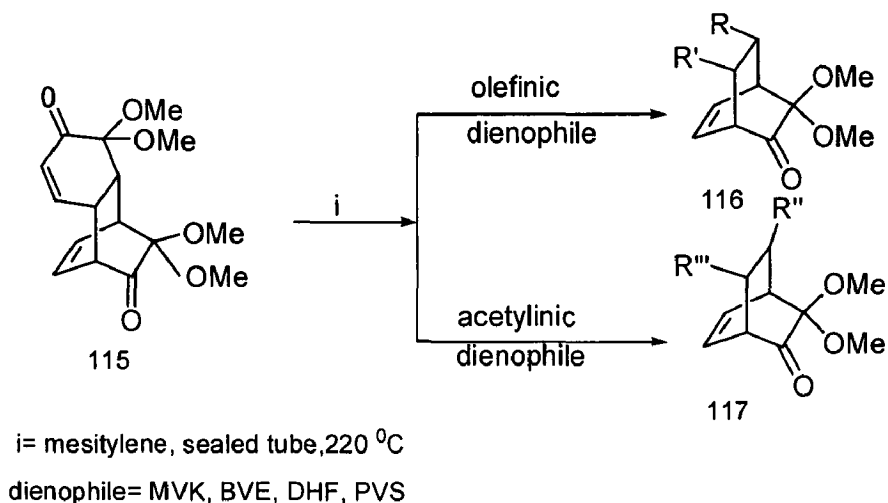 O
OMe
OMe
OMe
OMe
O
115
i
olefinic
dienophile
acetylinic
dienophile
R
R'
OMe
OMe
O
116
R''
R'''
OMe
OMe
O
117
i= mesitylene, sealed tube,220 ⁰C
dienophile= MVK, BVE, DHF, PVS